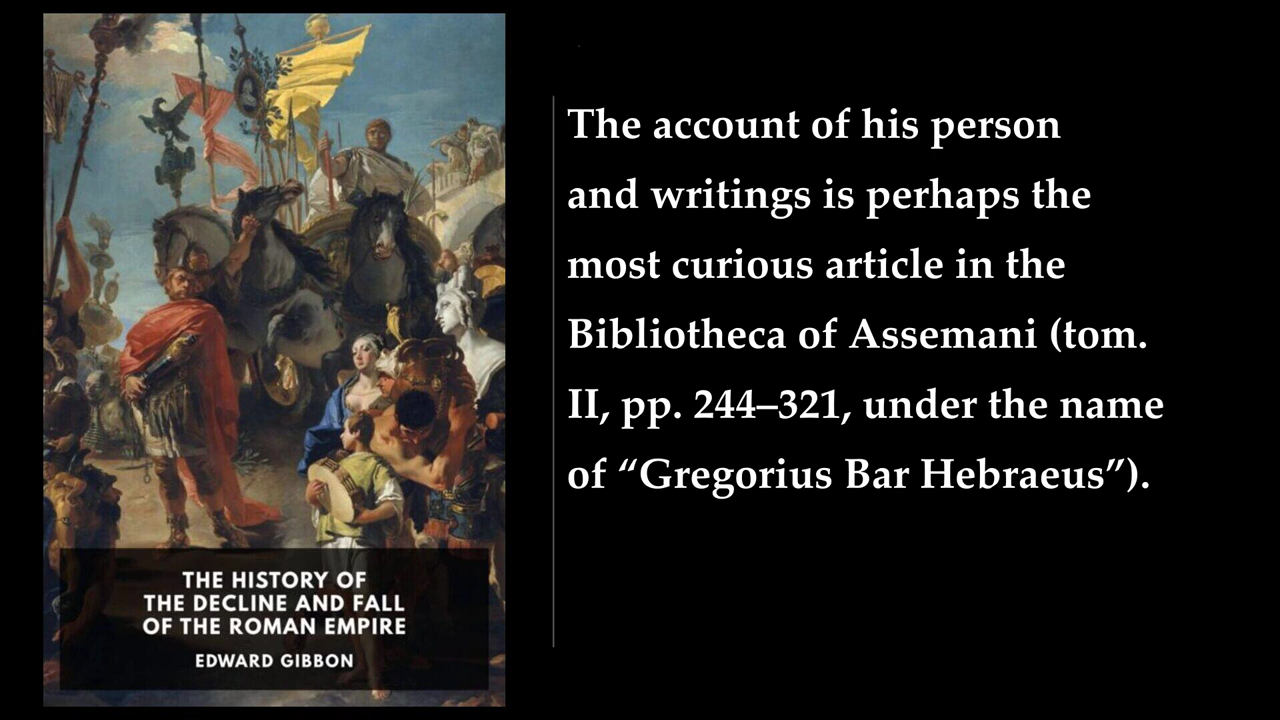 THE HISTORY OF
THE DECLINE AND FALL
OF THE ROMAN EMPIRE
EDWARD GIBBON
The account of his person
and writings is perhaps the
most curious article in the
Bibliotheca of Assemani (tom.
II, pp. 244–321, under the name
of “Gregorius Bar Hebraeus”).